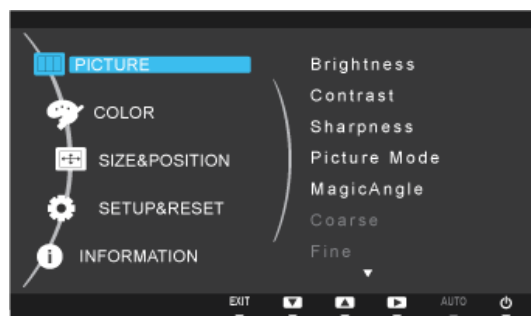 PICTURE
COLOR
SIZE&POSITION
SETUP&RESET
INFORMATION
Brightness
Contrast
Sharpness
Picture Mode
MagicAngle
Coarse
Fine
EXIT
AUTO